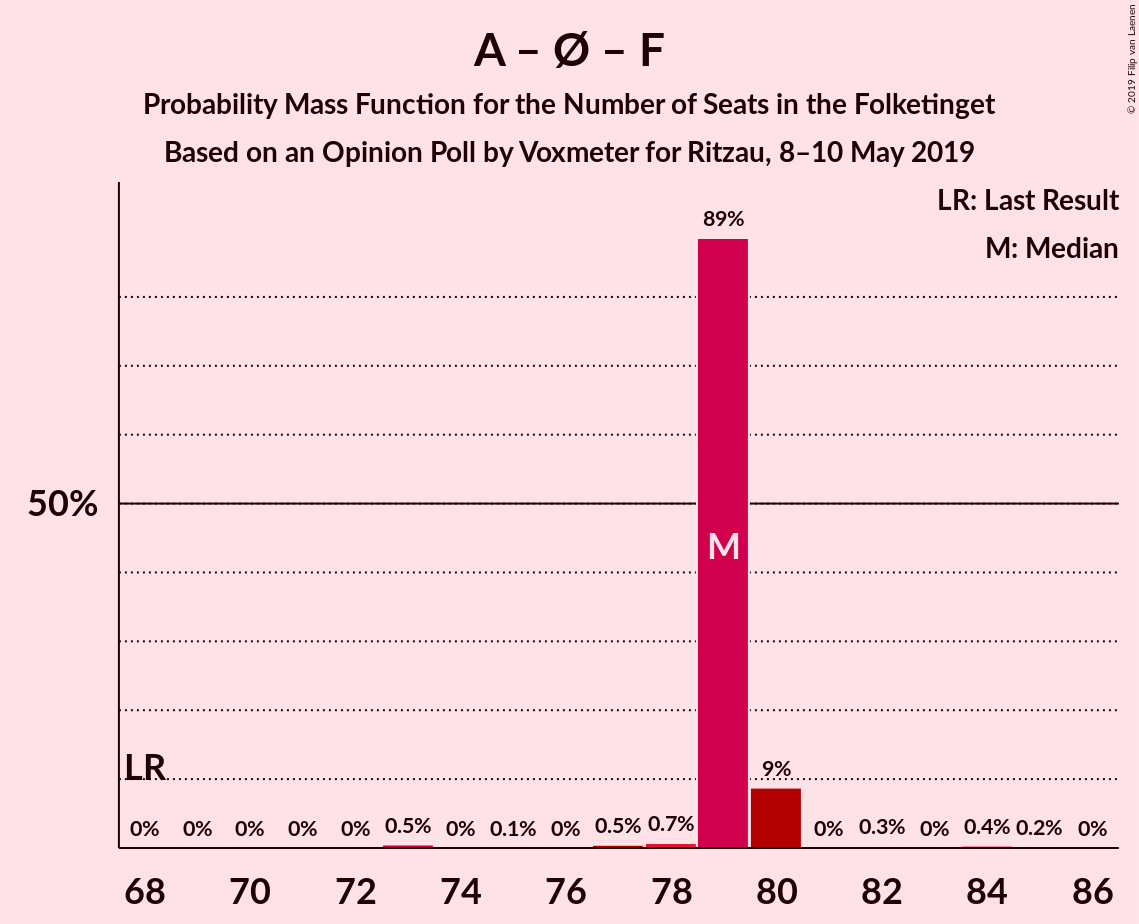 A – Ø – F
Probability Mass Function for the Number of Seats in the Folketinget
Based on an Opinion Poll by Voxmeter for Ritzau, 8–10 May 2019
© 2019 Filip van Laenen
LR: Last Result
M: Median
50%
89%
M
LR
9%
0% 0% 0% 0% 0% 0.5% 0% 0.1% 0% 0.5% 0.7% 0% 0.3% 0% 0.4% 0.2% 0%
68 70 72 74 76 78 80 82 84 86